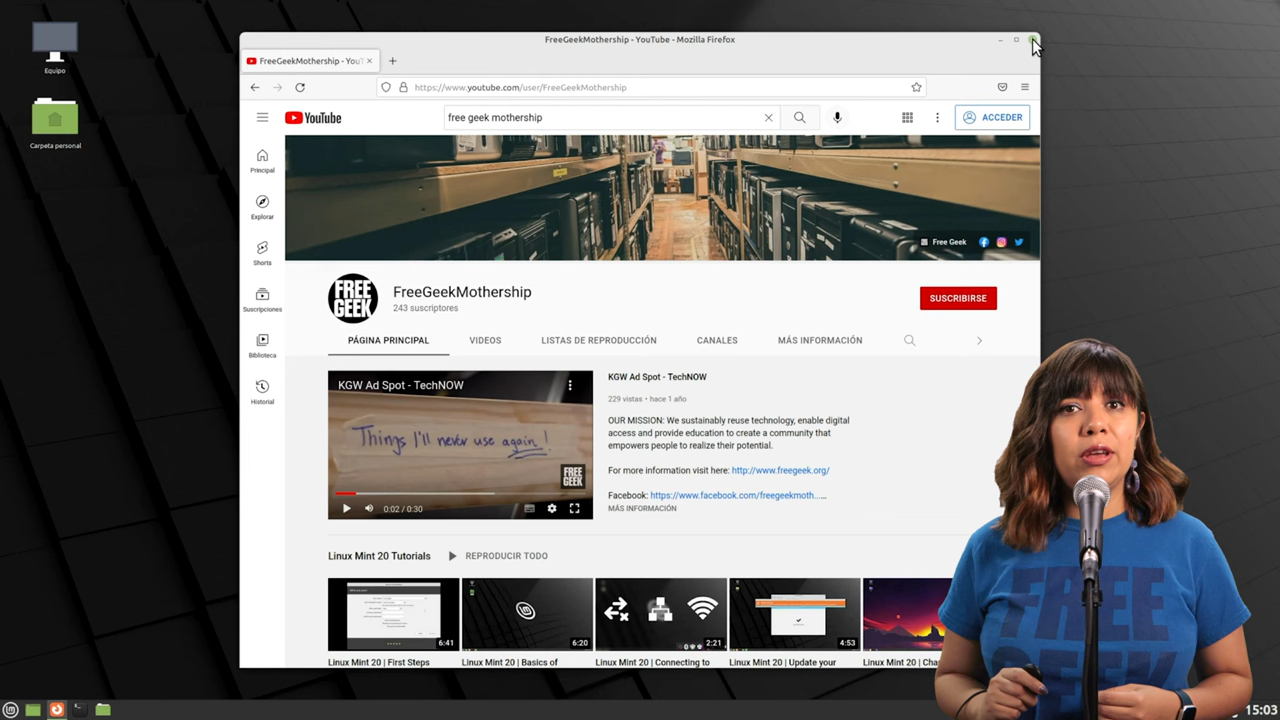 Equipo
Carpeta personal
FreeGeekMothership - YouTube - Mozilla Firefox
FreeGeekMothership - YouT
https://www.youtube.com/user/FreeGeekMothership
YouTube
free geek mothership
ACCEDER
Principal
Explorar
Shorts
Suscripciones
Biblioteca
Historial
Free Geek
FREE
GEEK
FreeGeekMothership
243 suscriptores
SUSCRIBIRSE
PÁGINA PRINCIPAL
VIDEOS
LISTAS DE REPRODUCCIÓN
CANALES
MÁS INFORMACIÓN
KGW Ad Spot - TechNOW
Things I'll never use again!
FREE
GEEK
0:02 / 0:30
KGW Ad Spot - TechNOW
229 vistas • hace 1 año
OUR MISSION: We sustainably reuse technology, enable digital
access and provide education to create a community that
empowers people to realize their potential.
For more information visit here: http://www.freegeek.org/
Facebook: https://www.facebook.com/freegeekmoth...…
MÁS INFORMACIÓN
Linux Mint 20 Tutorials
REPRODUCIR TODO
6:41
6:20
2:21
4:53
Linux Mint 20 | First Steps
Linux Mint 20 | Basics of
Linux Mint 20 | Connecting to
Linux Mint 20 | Update your
Linux Mint 20 | Cha
FREE
GEEK
15:03